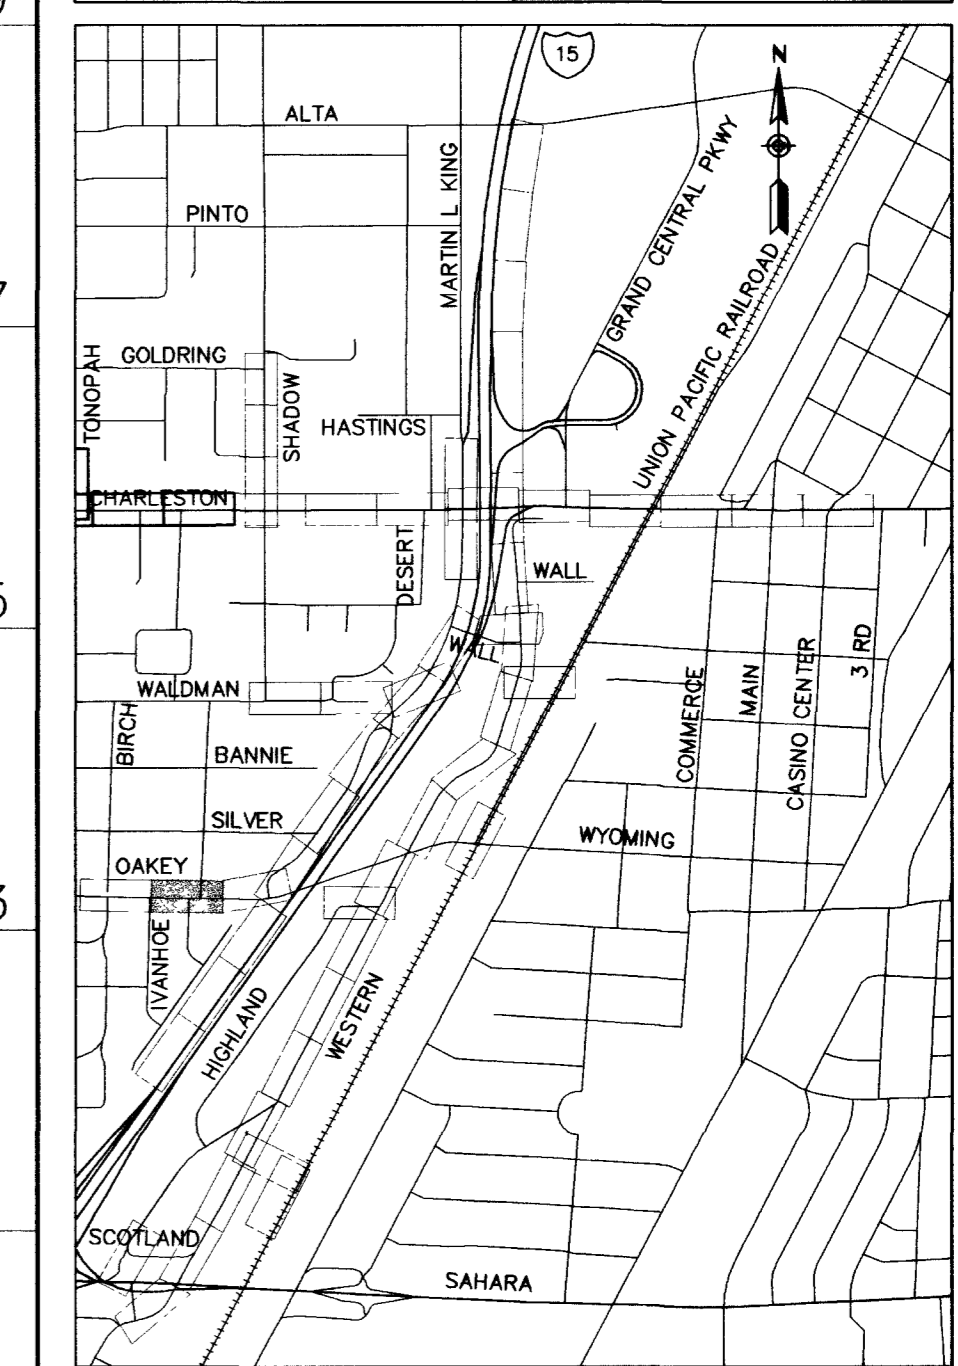 15
N
ALTA
MARTIN L KING
GRAND CENTRAL PKWY
PINTO
UNION PACIFIC RAILROAD
GOLDRING
TONOPAH
SHADOW
HASTINGS
CHARLESTON
DESERT
WALL
WALL
WALDMAN
BIRCH
BANNIE
COMMERCE
MAIN
CASINO CENTER
3 RD
SILVER
WYOMING
OAKEY
IVANHOE
HIGHLAND
WESTERN
SCOTLAND
SAHARA